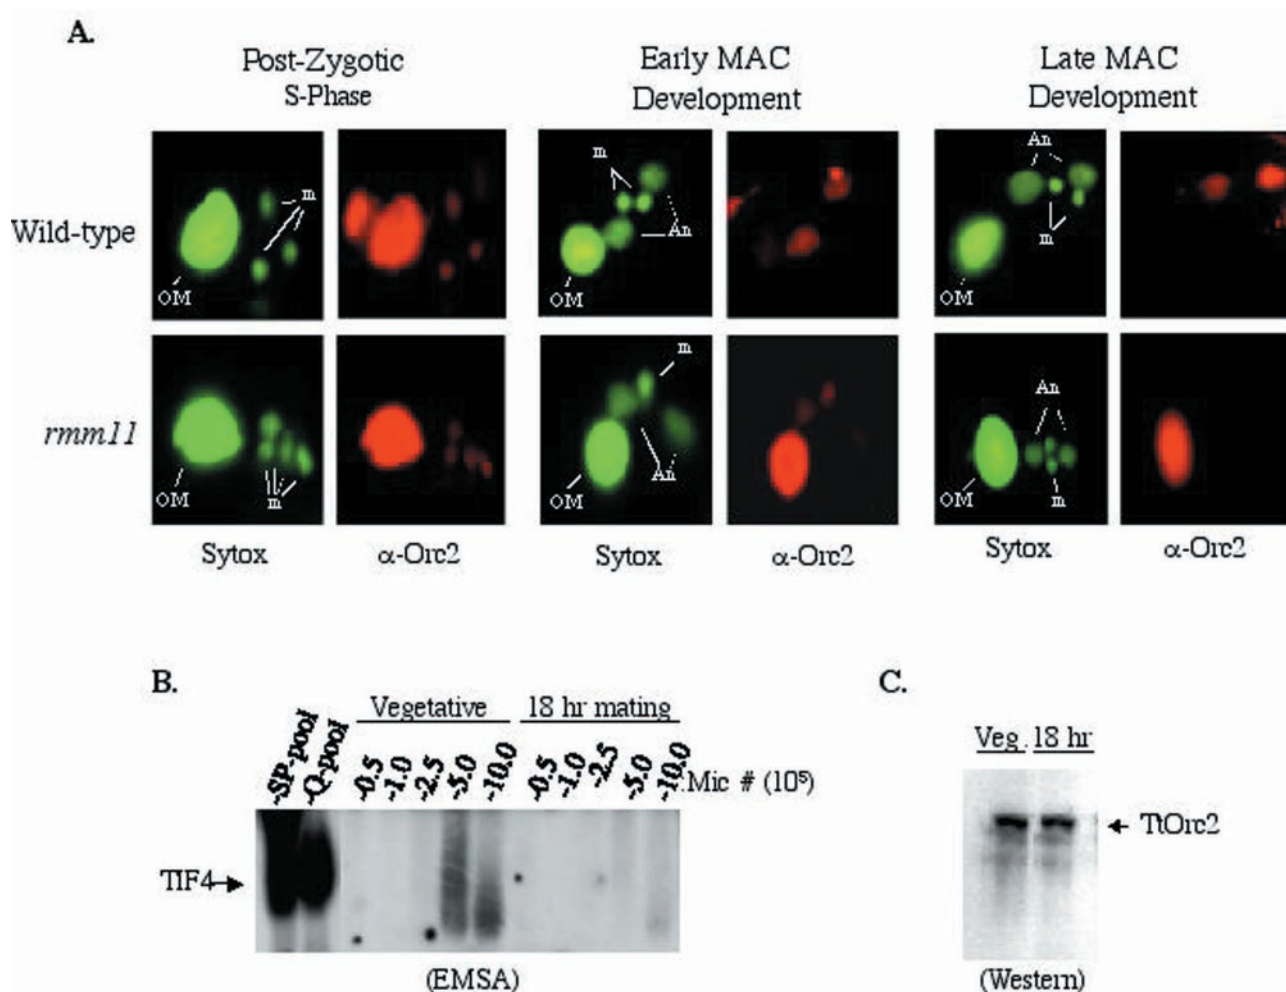 A.
Post-Zygotic
S-Phase
Early MAC
Development
Late MAC
Development
Wild-type
m
OM
m
An
OM
An
m
OM
rmm11
m
OM
m
An
OM
An
m
OM
Sytox
α-Orc2
Sytox
α-Orc2
Sytox
α-Orc2
B.
Vegetative
18 hr mating
-SP-pool
-Q-pool
-0.5
-1.0
-2.5
-5.0
-10.0
-0.5
-1.0
-2.5
-5.0
-10.0
Mic # (10⁵)
TIF4
(EMSA)
C.
Veg. 18 hr
TtOrc2
(Western)